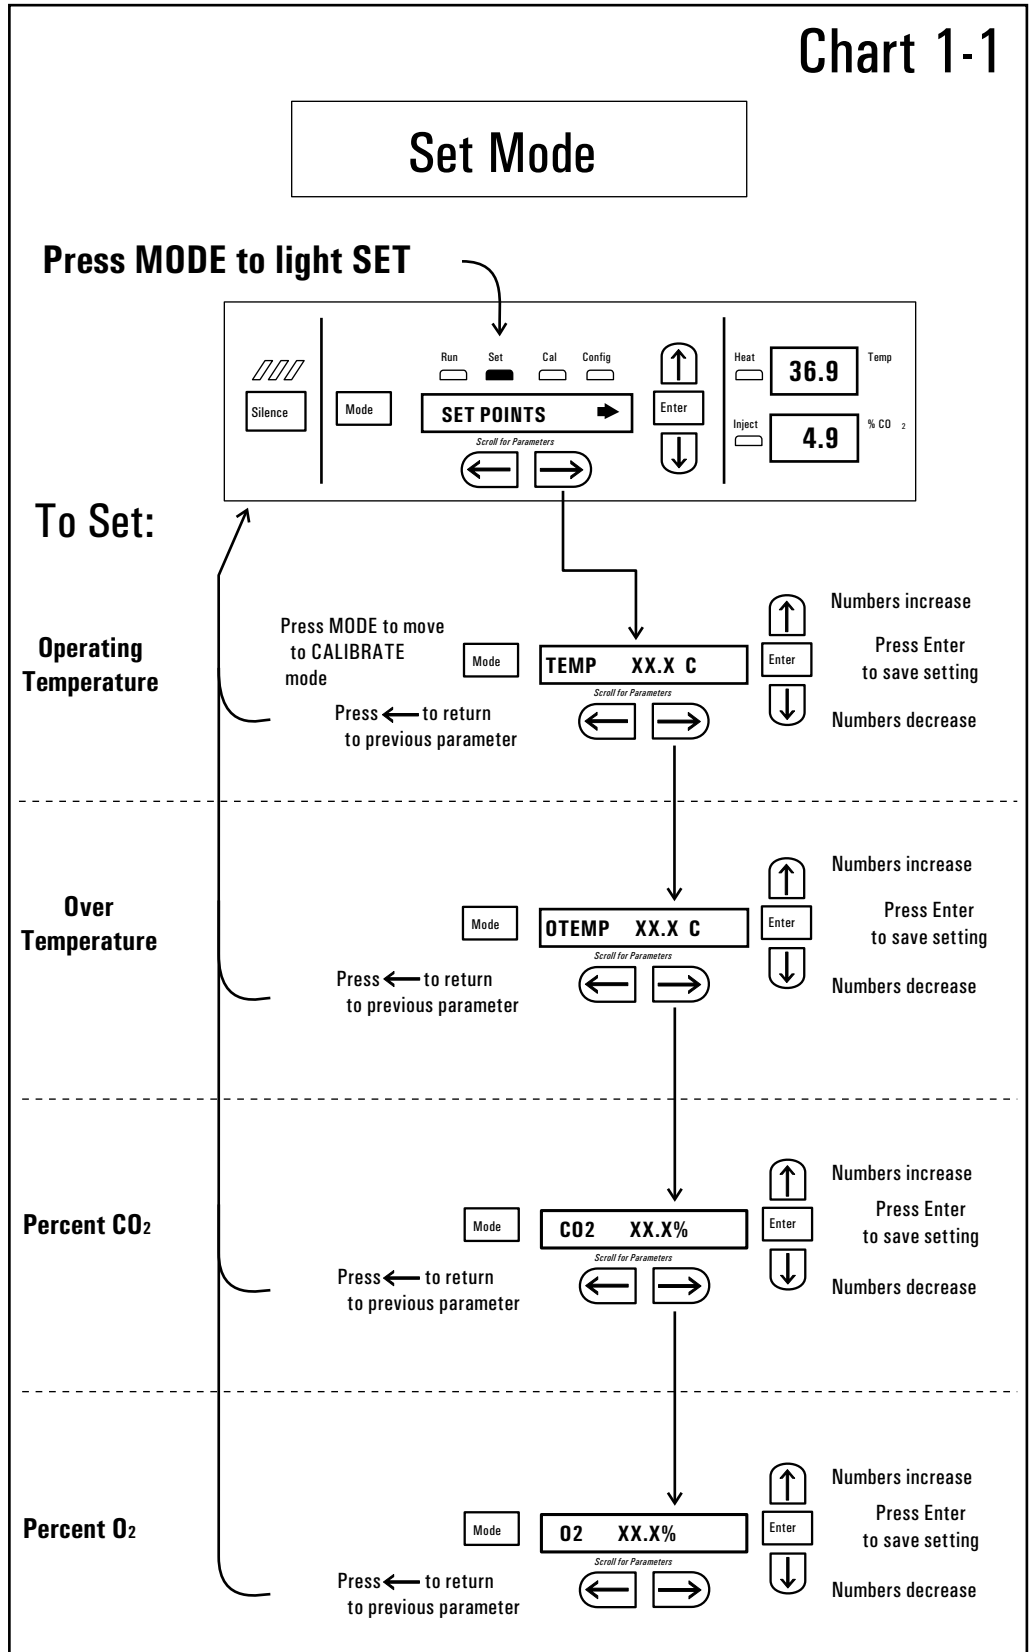 Chart 1-1
Set Mode
Press MODE to light SET
Run Set Cal Config
Heat 36.9 Temp
Silence
Mode
SET POINTS
Enter
Inject 4.9 % CO 2
Scroll for Parameters
To Set:
Operating
Temperature
Press MODE to move
to CALIBRATE
mode
Mode
TEMP XX.X C
Scroll for Parameters
Numbers increase
Enter
Press Enter
to save setting
Numbers decrease
Press to return
to previous parameter
Over
Temperature
Mode
OTEMP XX.X C
Scroll for Parameters
Numbers increase
Enter
Press Enter
to save setting
Numbers decrease
Press to return
to previous parameter
Percent CO2
Mode
CO2 XX.X%
Scroll for Parameters
Numbers increase
Enter
Press Enter
to save setting
Numbers decrease
Press to return
to previous parameter
Percent O2
Mode
O2 XX.X%
Scroll for Parameters
Numbers increase
Enter
Press Enter
to save setting
Numbers decrease
Press to return
to previous parameter